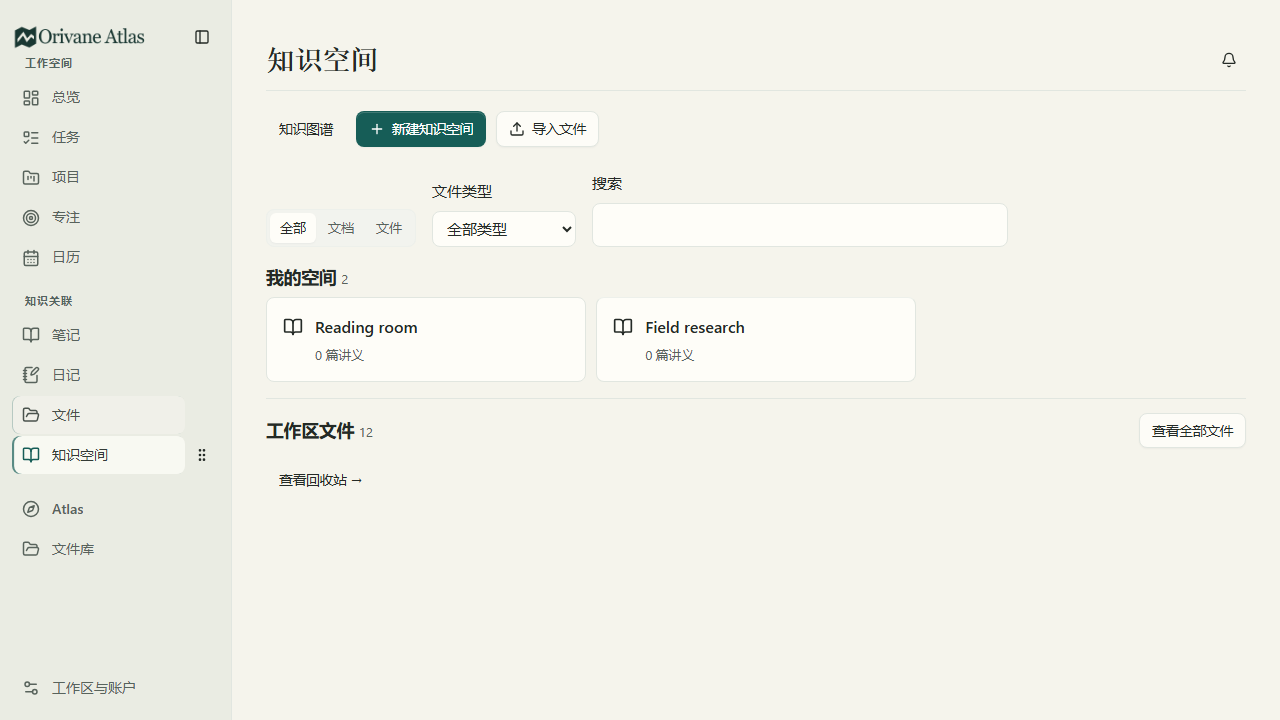 Orivane Atlas
工作空间
总览
任务
项目
专注
日历
知识关联
笔记
日记
文件
知识空间
Atlas
文件库
工作区与账户
知识空间
知识图谱
新建知识空间
导入文件
全部
文档
文件
文件类型
全部类型
搜索
我的空间 2
Reading room
0 篇讲义
Field research
0 篇讲义
工作区文件 12
查看全部文件
查看回收站 →